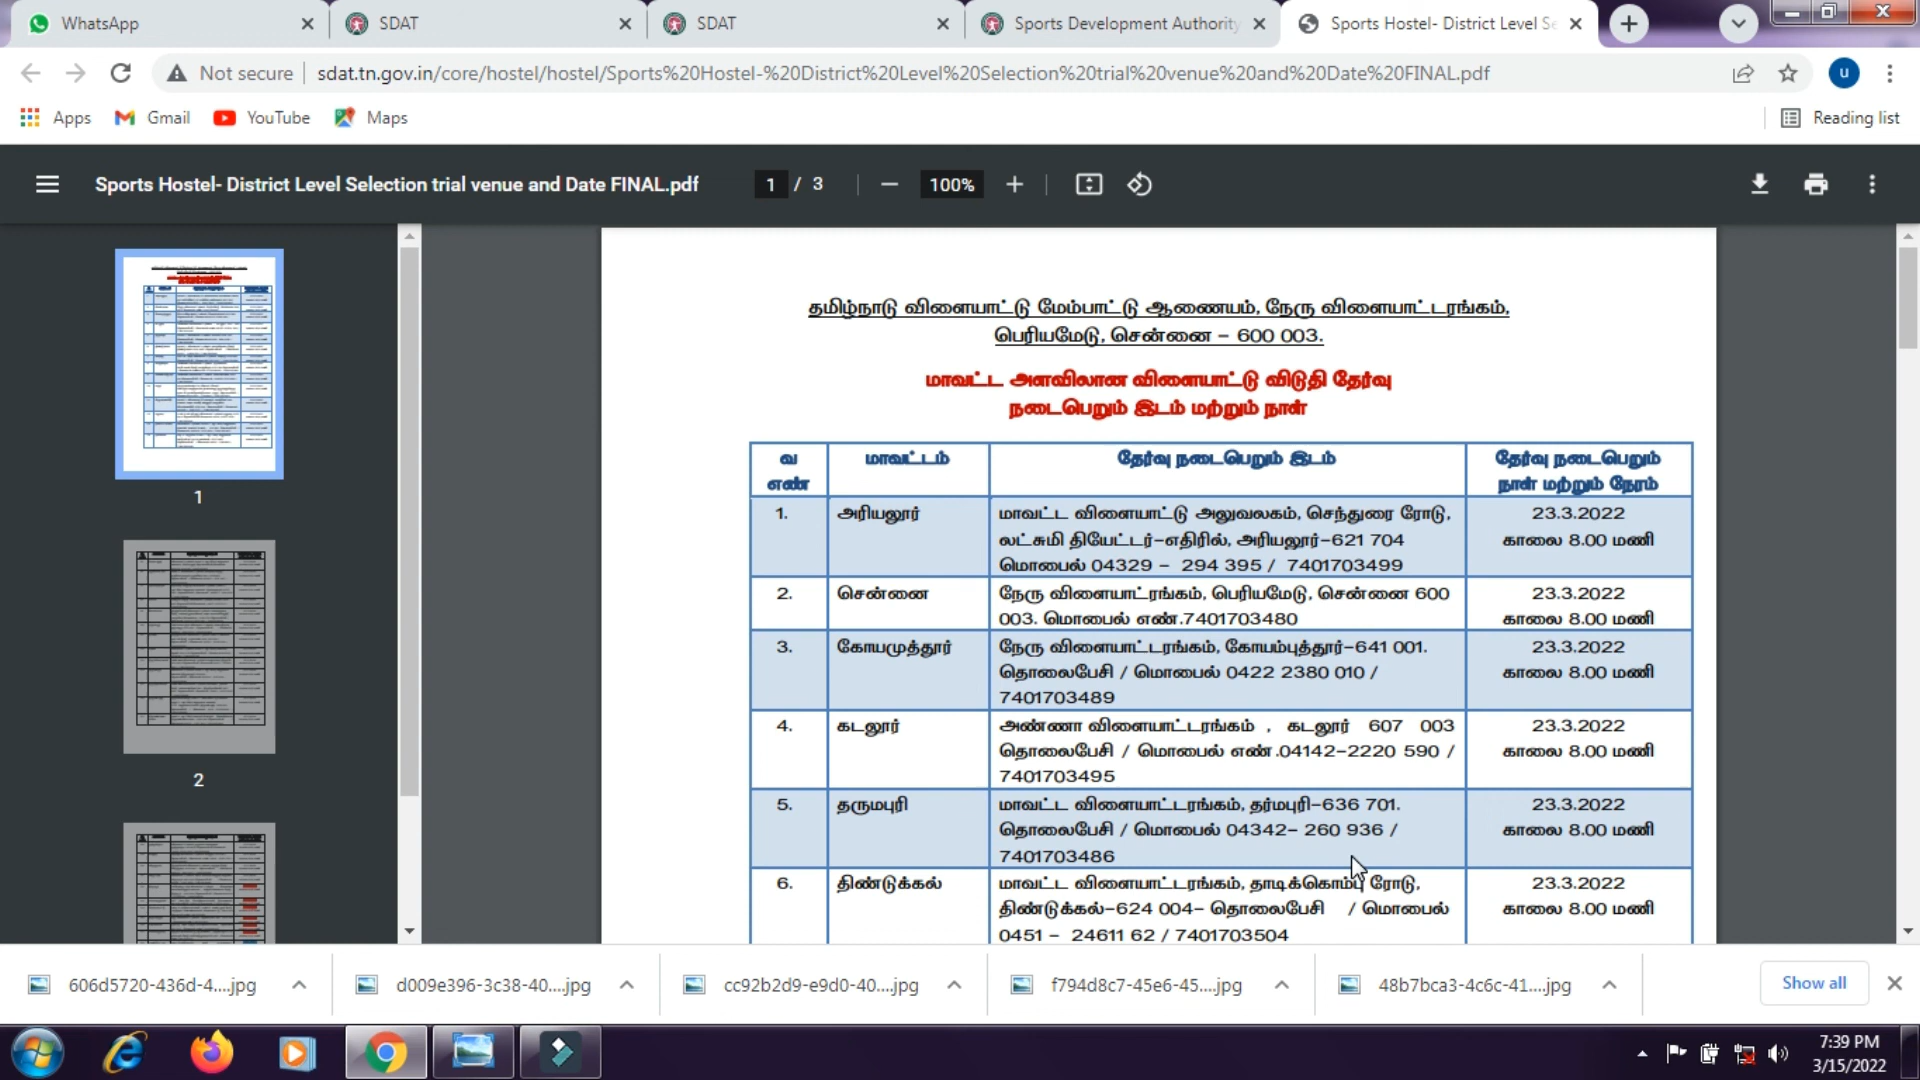 WhatsApp
SDAT
SDAT
Sports Development Authority
Sports Hostel- District Level Se
Not secure
sdat.tn.gov.in/core/hostel/hostel/Sports%20Hostel-%20District%20Level%20Selection%20trial%20venue%20and%20Date%20FINAL.pdf
u
Apps
Gmail
YouTube
Maps
Reading list
Sports Hostel- District Level Selection trial venue and Date FINAL.pdf
1 / 3
100%
1
2
தமிழ்நாடு விளையாட்டு மேம்பாட்டு ஆணையம், நேரு விளையாட்டரங்கம்,
பெரியமேடு, சென்னை – 600 003.
மாவட்ட அளவிலான விளையாட்டு விடுதி தேர்வு
நடைபெறும் இடம் மற்றும் நாள்
வ எண்
மாவட்டம்
தேர்வு நடைபெறும் இடம்
தேர்வு நடைபெறும்
நாள் மற்றும் நேரம்
1.
அரியலூர்
மாவட்ட விளையாட்டு அலுவலகம், செந்துரை ரோடு,
லட்சுமி தியேட்டர்–எதிரில், அரியலூர்–621 704
மொபைல் 04329 – 294 395 / 7401703499
23.3.2022
காலை 8.00 மணி
2.
சென்னை
நேரு விளையாட்ரங்கம், பெரியமேடு, சென்னை 600
003. மொபைல் எண்.7401703480
23.3.2022
காலை 8.00 மணி
3.
கோயமுத்தூர்
நேரு விளையாட்டரங்கம், கோயம்புத்தூர்–641 001.
தொலைபேசி / மொபைல் 0422 2380 010 /
7401703489
23.3.2022
காலை 8.00 மணி
4.
கடலூர்
அண்ணா விளையாட்டரங்கம் , கடலூர் 607 003
தொலைபேசி / மொபைல் எண்.04142–2220 590 /
7401703495
23.3.2022
காலை 8.00 மணி
5.
தருமபுரி
மாவட்ட விளையாட்டரங்கம், தர்மபுரி–636 701.
தொலைபேசி / மொபைல் 04342– 260 936 /
7401703486
23.3.2022
காலை 8.00 மணி
6.
திண்டுக்கல்
மாவட்ட விளையாட்டரங்கம், தாடிக்கொம்பு ரோடு,
திண்டுக்கல்–624 004– தொலைபேசி / மொபைல்
0451 – 24611 62 / 7401703504
23.3.2022
காலை 8.00 மணி
606d5720-436d-4....jpg
d009e396-3c38-40....jpg
cc92b2d9-e9d0-40....jpg
f794d8c7-45e6-45....jpg
48b7bca3-4c6c-41....jpg
Show all
7:39 PM
3/15/2022